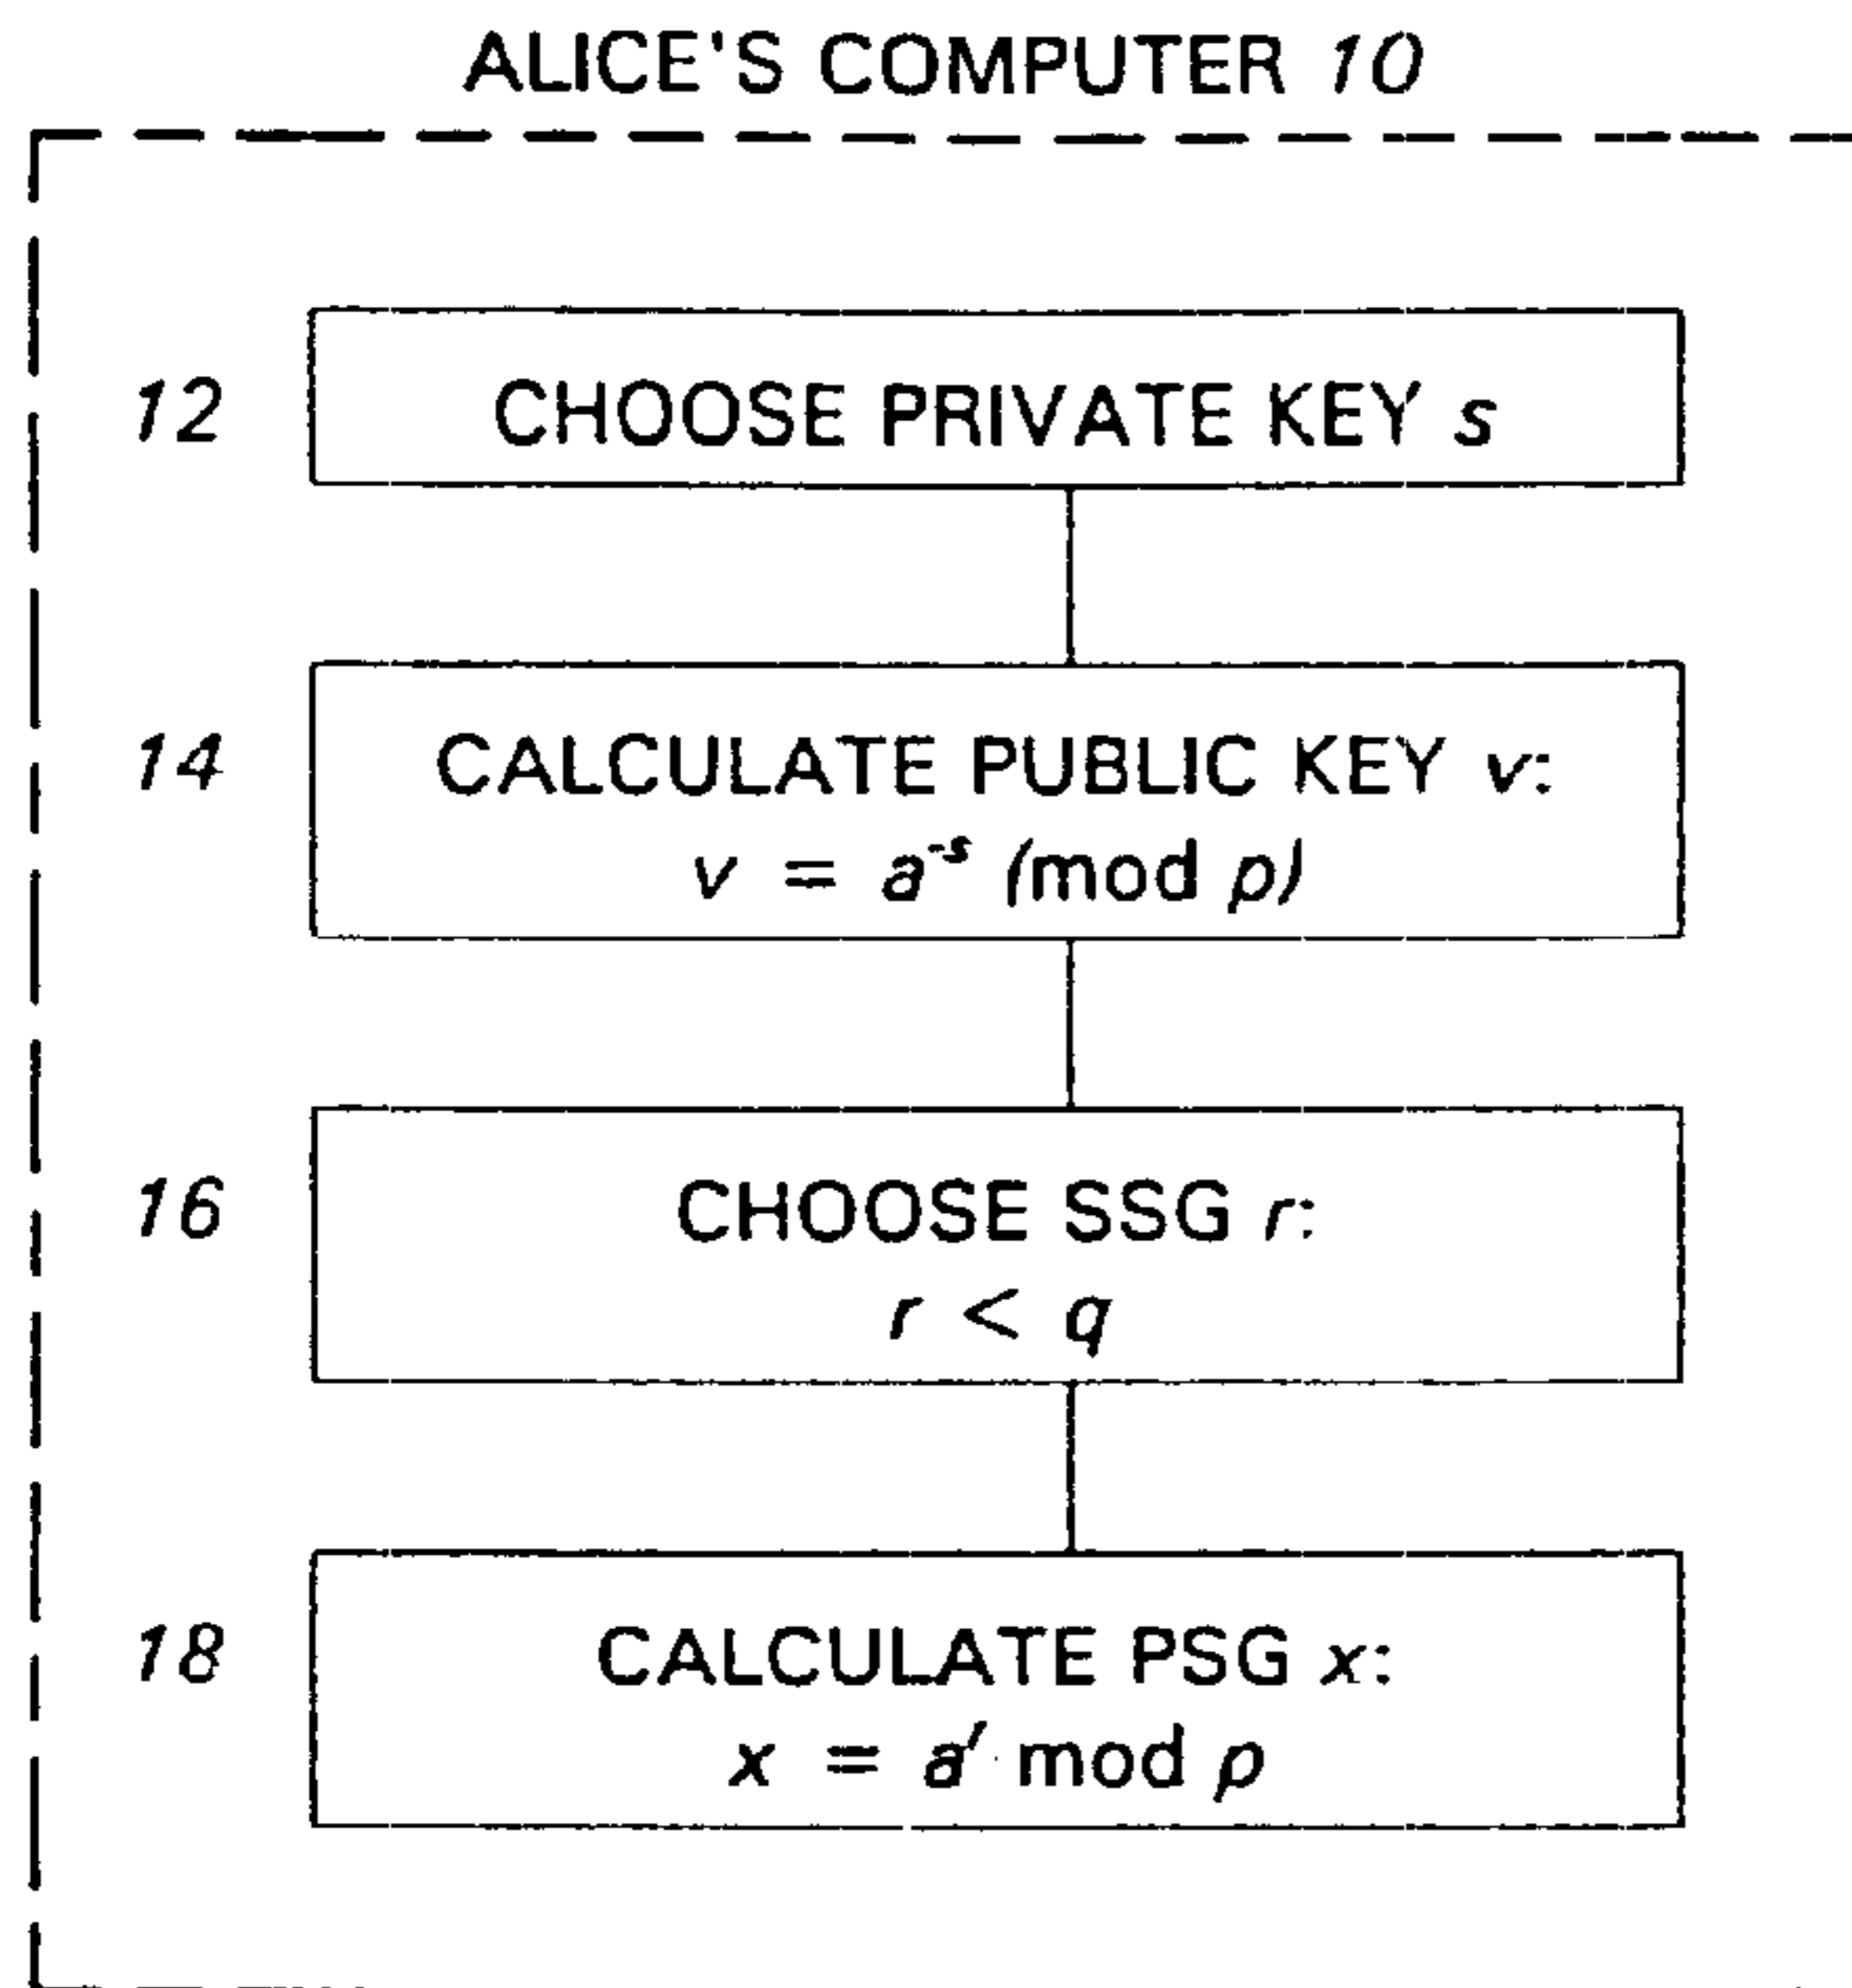 ALICE'S COMPUTER 10
12 CHOOSE PRIVATE KEY s
14 CALCULATE PUBLIC KEY v:
v = a^-s (mod p)
16 CHOOSE SSG r:
r < q
18 CALCULATE PSG x:
x = a^r mod p